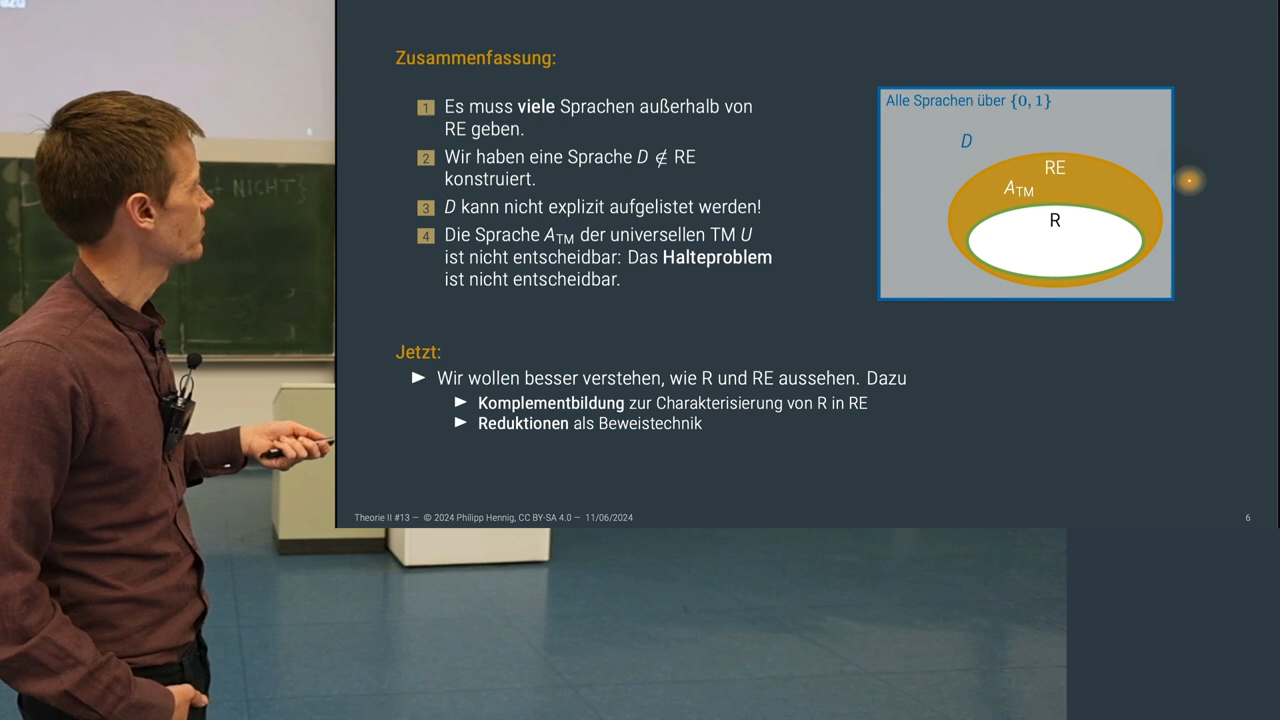 NICHT}
Zusammenfassung:
1 Es muss viele Sprachen außerhalb von
RE geben.
2 Wir haben eine Sprache D ∉ RE
konstruiert.
3 D kann nicht explizit aufgelistet werden!
4 Die Sprache A_TM der universellen TM U
ist nicht entscheidbar: Das Halteproblem
ist nicht entscheidbar.
Alle Sprachen über {0, 1}
D
RE
A_TM
R
Jetzt:
► Wir wollen besser verstehen, wie R und RE aussehen. Dazu
► Komplementbildung zur Charakterisierung von R in RE
► Reduktionen als Beweistechnik
Theorie II #13 — © 2024 Philipp Hennig, CC BY-SA 4.0 — 11/06/2024
6